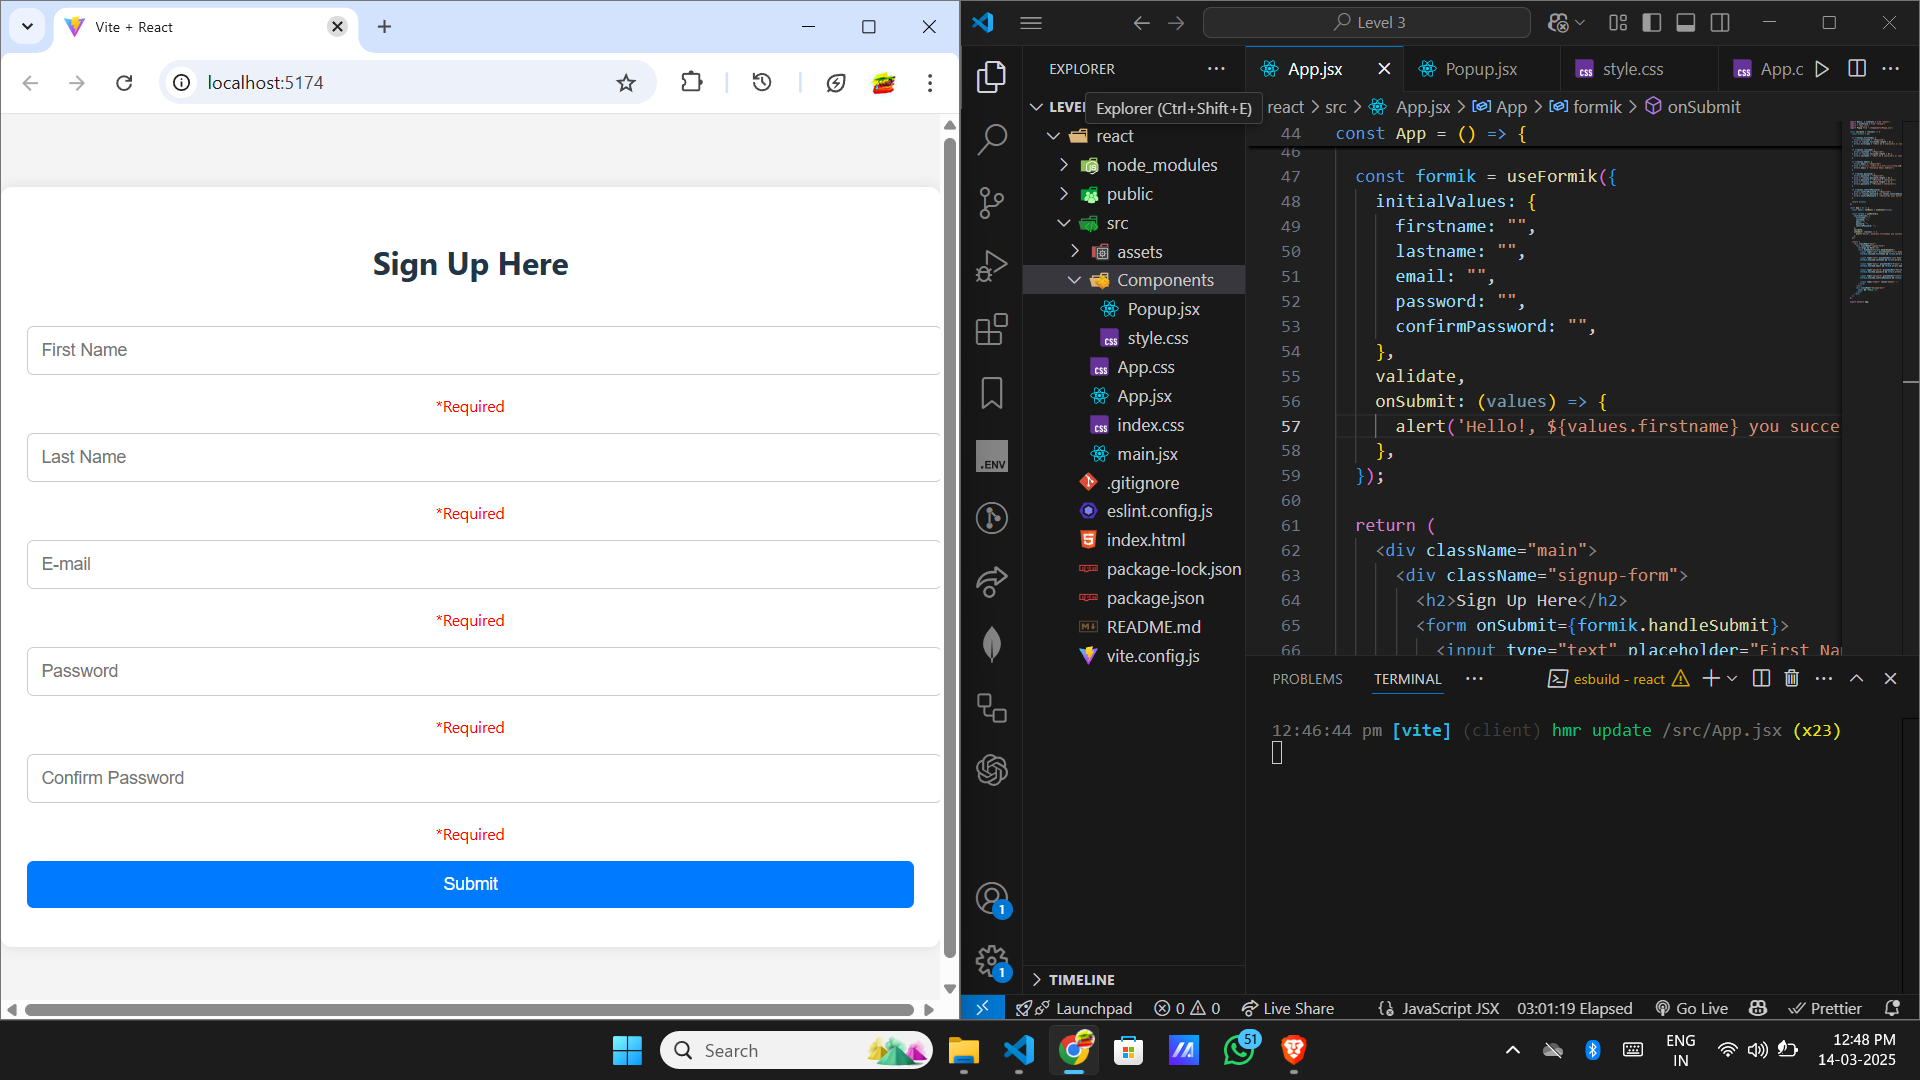 Vite + React
localhost:5174
Sign Up Here
First Name
*Required
Last Name
*Required
E-mail
*Required
Password
*Required
Confirm Password
*Required
Submit
Level 3
EXPLORER
LEVEL
Explorer (Ctrl+Shift+E)
react
node_modules
public
src
assets
Components
Popup.jsx
style.css
App.css
App.jsx
index.css
main.jsx
.gitignore
eslint.config.js
index.html
package-lock.json
package.json
README.md
vite.config.js
TIMELINE
.ENV
1
1
App.jsx
Popup.jsx
style.css
App.c
react > src > App.jsx > App > formik > onSubmit
44 const App = () => {
46
47 const formik = useFormik({
48 initialValues: {
49 firstname: "",
50 lastname: "",
51 email: "",
52 password: "",
53 confirmPassword: "",
54 },
55 validate,
56 onSubmit: (values) => {
57 alert('Hello!, ${values.firstname} you succe
58 },
59 });
60
61 return (
62 <div className="main">
63 <div className="signup-form">
64 <h2>Sign Up Here</h2>
65 <form onSubmit={formik.handleSubmit}>
66 <input type="text" placeholder="First Na
PROBLEMS
TERMINAL
esbuild - react
12:46:44 pm [vite] (client) hmr update /src/App.jsx (x23)
Launchpad
0
0
Live Share
JavaScript JSX
03:01:19 Elapsed
Go Live
Prettier
Search
51
ENG
IN
12:48 PM
14-03-2025